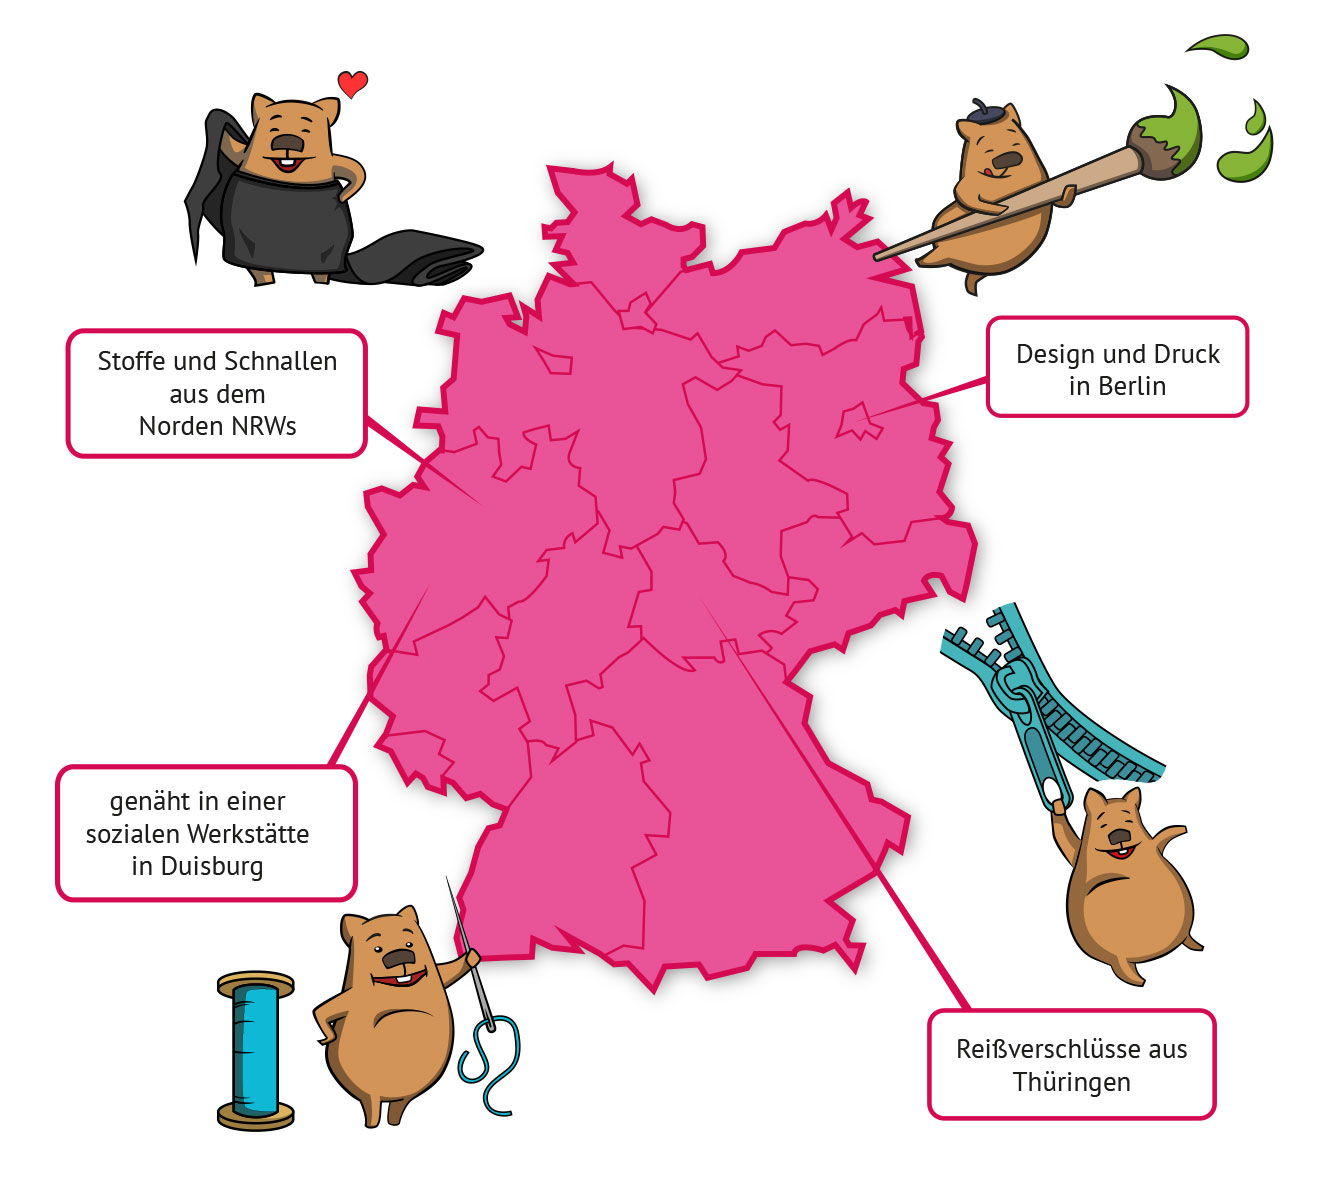 Stoffe und Schnallen
aus dem
Norden NRWs
Design und Druck
in Berlin
genäht in einer
sozialen Werkstätte
in Duisburg
Reißverschlüsse aus
Thüringen